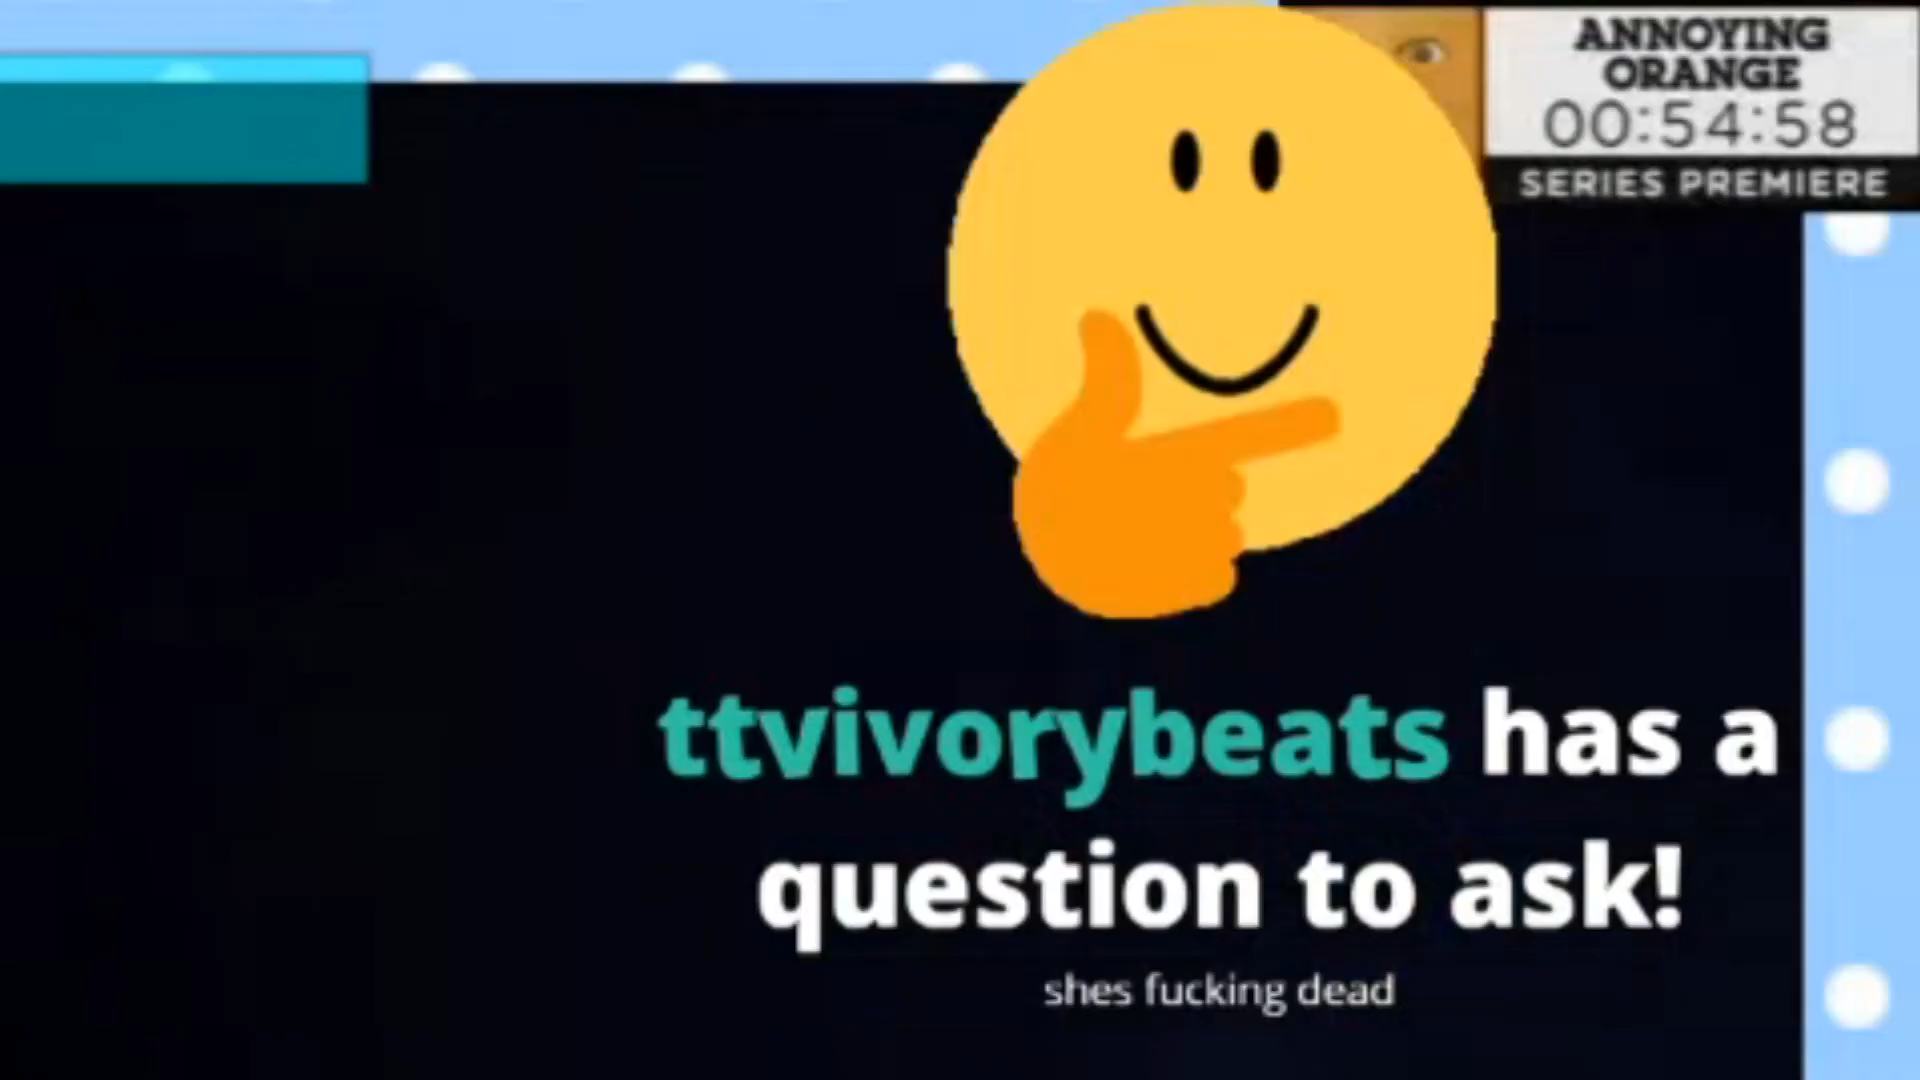 ANNOYING
ORANGE
00:54:58
SERIES PREMIERE
ttvivorybeats has a
question to ask!
shes fucking dead